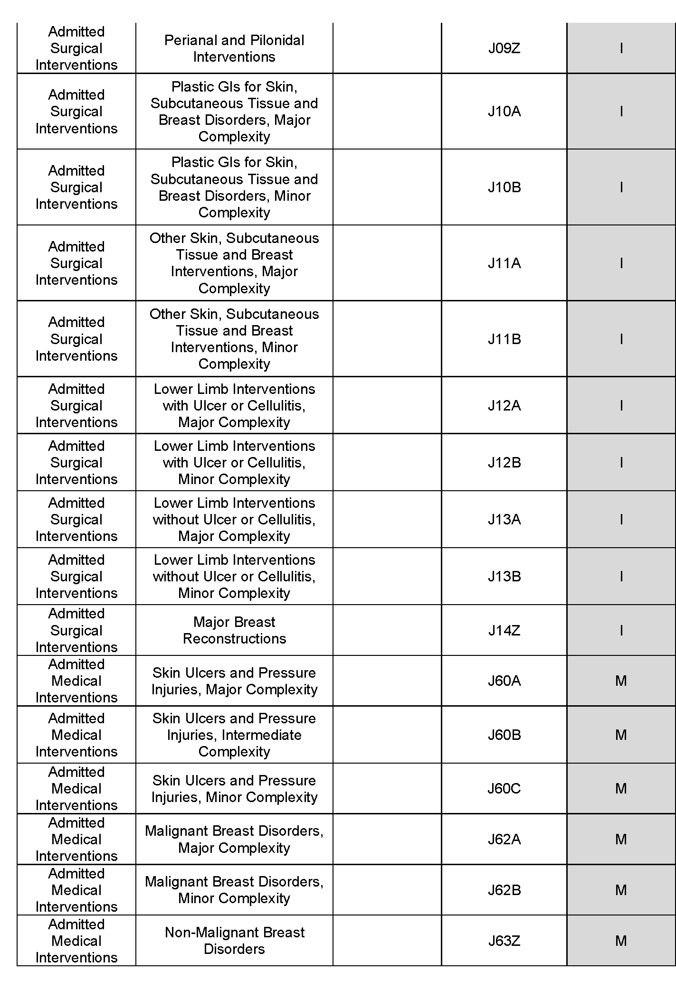 Admitted
Surgical
Interventions
Perianal and Pilonidal
Interventions
J09Z
I
Admitted
Surgical
Interventions
Plastic GIs for Skin,
Subcutaneous Tissue and
Breast Disorders, Major
Complexity
J10A
I
Admitted
Surgical
Interventions
Plastic GIs for Skin,
Subcutaneous Tissue and
Breast Disorders, Minor
Complexity
J10B
I
Admitted
Surgical
Interventions
Other Skin, Subcutaneous
Tissue and Breast
Interventions, Major
Complexity
J11A
I
Admitted
Surgical
Interventions
Other Skin, Subcutaneous
Tissue and Breast
Interventions, Minor
Complexity
J11B
I
Admitted
Surgical
Interventions
Lower Limb Interventions
with Ulcer or Cellulitis,
Major Complexity
J12A
I
Admitted
Surgical
Interventions
Lower Limb Interventions
with Ulcer or Cellulitis,
Minor Complexity
J12B
I
Admitted
Surgical
Interventions
Lower Limb Interventions
without Ulcer or Cellulitis,
Major Complexity
J13A
I
Admitted
Surgical
Interventions
Lower Limb Interventions
without Ulcer or Cellulitis,
Minor Complexity
J13B
I
Admitted
Surgical
Interventions
Major Breast
Reconstructions
J14Z
I
Admitted
Medical
Interventions
Skin Ulcers and Pressure
Injuries, Major Complexity
J60A
M
Admitted
Medical
Interventions
Skin Ulcers and Pressure
Injuries, Intermediate
Complexity
J60B
M
Admitted
Medical
Interventions
Skin Ulcers and Pressure
Injuries, Minor Complexity
J60C
M
Admitted
Medical
Interventions
Malignant Breast Disorders,
Major Complexity
J62A
M
Admitted
Medical
Interventions
Malignant Breast Disorders,
Minor Complexity
J62B
M
Admitted
Medical
Interventions
Non-Malignant Breast
Disorders
J63Z
M